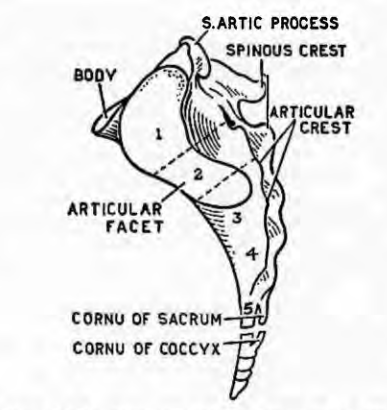 S. ARTIC PROCESS
SPINOUS CREST
BODY
ARTICULAR
CREST
1
2
ARTICULAR
FACET
3
4
5
CORNU OF SACRUM
CORNU OF COCCYX